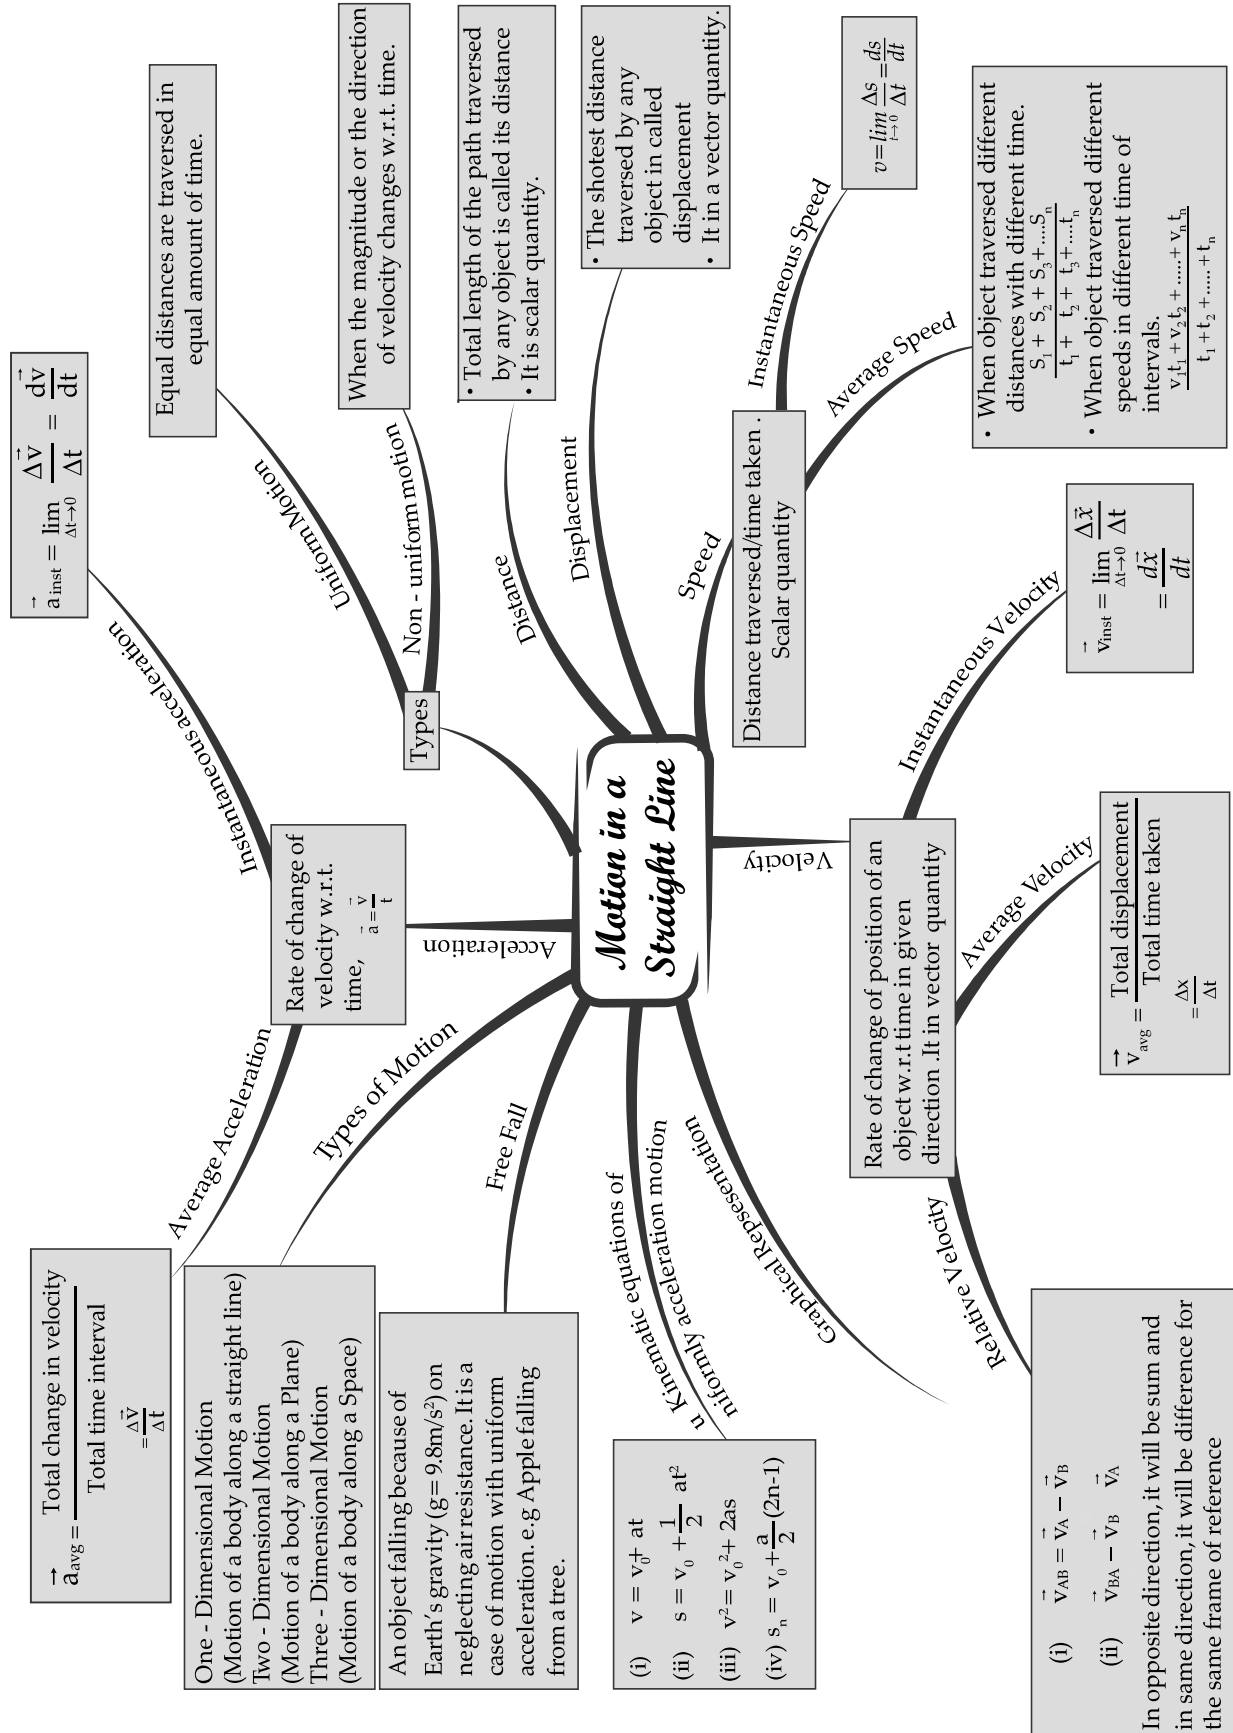 Motion in a
Straight Line
Types
Uniform Motion
Equal distances are traversed in
equal amount of time.
Non - uniform motion
When the magnitude or the direction
of velocity changes w.r.t. time.
Distance
• Total length of the path traversed
by any object is called its distance
• It is scalar quantity.
Displacement
• The shotest distance
traversed by any
object in called
displacement
• It in a vector quantity.
Speed
Distance traversed/time taken .
Scalar quantity
Instantaneous Speed
v=lim t→0 Δs/Δt = ds/dt
Average Speed
• When object traversed different
distances with different time.
S₁ + S₂ + S₃ +....Sₙ
t₁ + t₂ + t₃ +....tₙ
• When object traversed different
speeds in different time of
intervals.
v₁t₁ + v₂t₂ + ..... + vₙtₙ
t₁ + t₂ + ...... + tₙ
Velocity
Rate of change of position of an
object w.r.t time in given
direction .It in vector quantity
Instantaneous Velocity
v⃗inst = lim Δt→0 Δx⃗/Δt
= dx⃗/dt
Average Velocity
v⃗avg = Total displacement
Total time taken
= Δx/Δt
Relative Velocity
(i) v⃗AB = v⃗A − v⃗B
(ii) v⃗BA − v⃗B v⃗A
In opposite direction, it will be sum and
in same direction, it will be difference for
the same frame of reference
Graphical Repsesentation
u Kinematic equations of
niformly acceleration motion
(i) v = v₀+ at
(ii) s = v₀ + 1/2 at²
(iii) v² = v₀² + 2as
(iv) sₙ = v₀ + a/2 (2n-1)
Free Fall
An object falling because of
Earth's gravity (g= 9.8m/s²) on
neglecting air resistance. It is a
case of motion with uniform
acceleration. e.g Apple falling
from a tree.
Types of Motion
One - Dimensional Motion
(Motion of a body along a straight line)
Two - Dimensional Motion
(Motion of a body along a Plane)
Three - Dimensional Motion
(Motion of a body along a Space)
Acceleration
Rate of change of
velocity w.r.t.
time, a⃗ = v⃗/t
Average Acceleration
a⃗avg = Total change in velocity
Total time interval
= Δv⃗/Δt
Instantaneous acceleration
a⃗inst = lim Δt→0 Δv⃗/Δt = dv⃗/dt